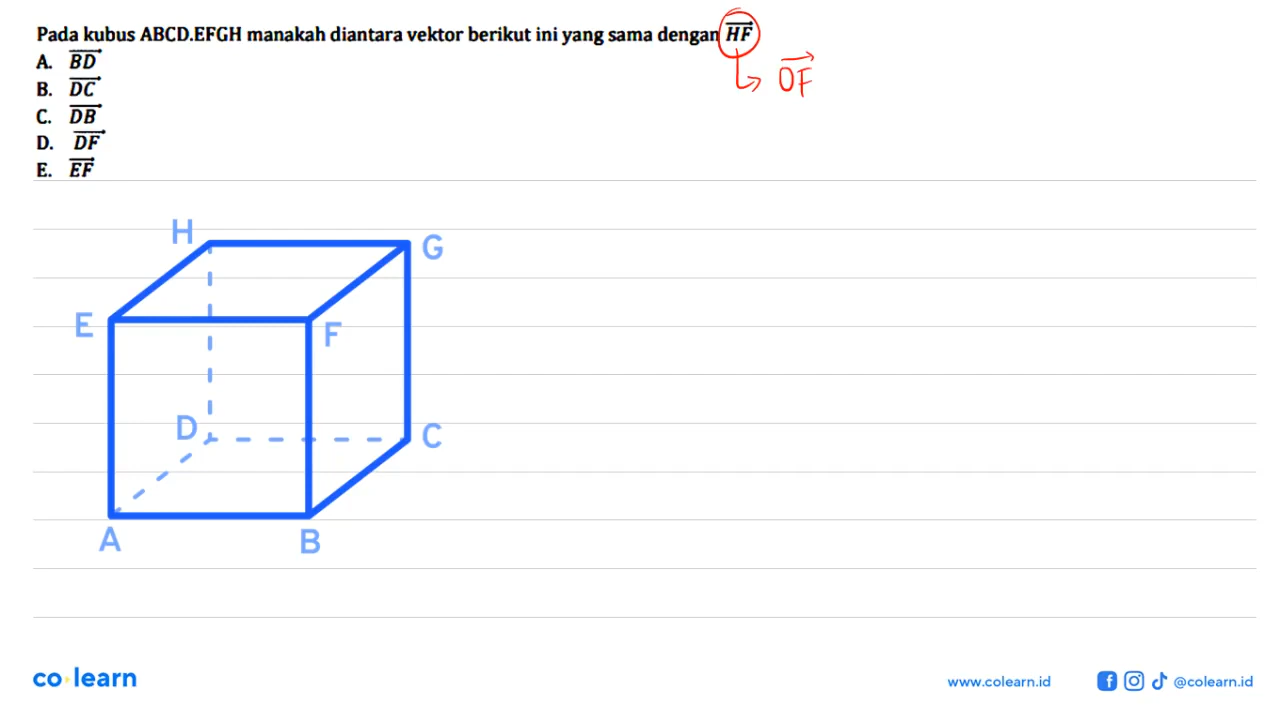 Pada kubus ABCD.EFGH manakah diantara vektor berikut ini yang sama dengan HF
OF
A. BD
B. DC
C. DB
D. DF
E. EF
H
G
E
F
D
C
A
B
co·learn
www.colearn.id
@colearn.id